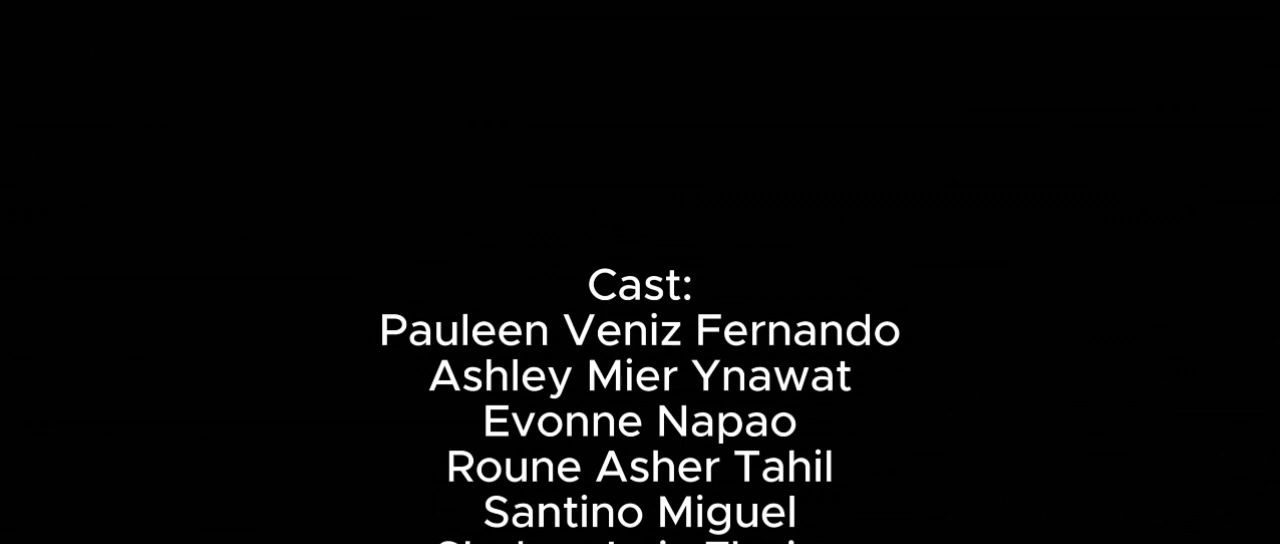 Cast:
Pauleen Veniz Fernando
Ashley Mier Ynawat
Evonne Napao
Roune Asher Tahil
Santino Miguel